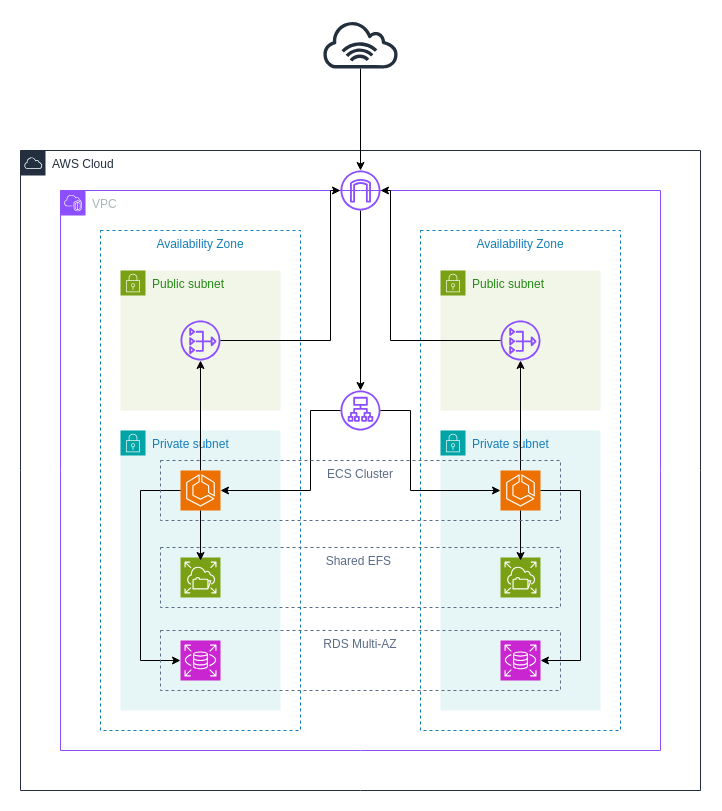 AWS Cloud
VPC
Availability Zone
Availability Zone
Public subnet
Public subnet
Private subnet
Private subnet
ECS Cluster
Shared EFS
RDS Multi-AZ